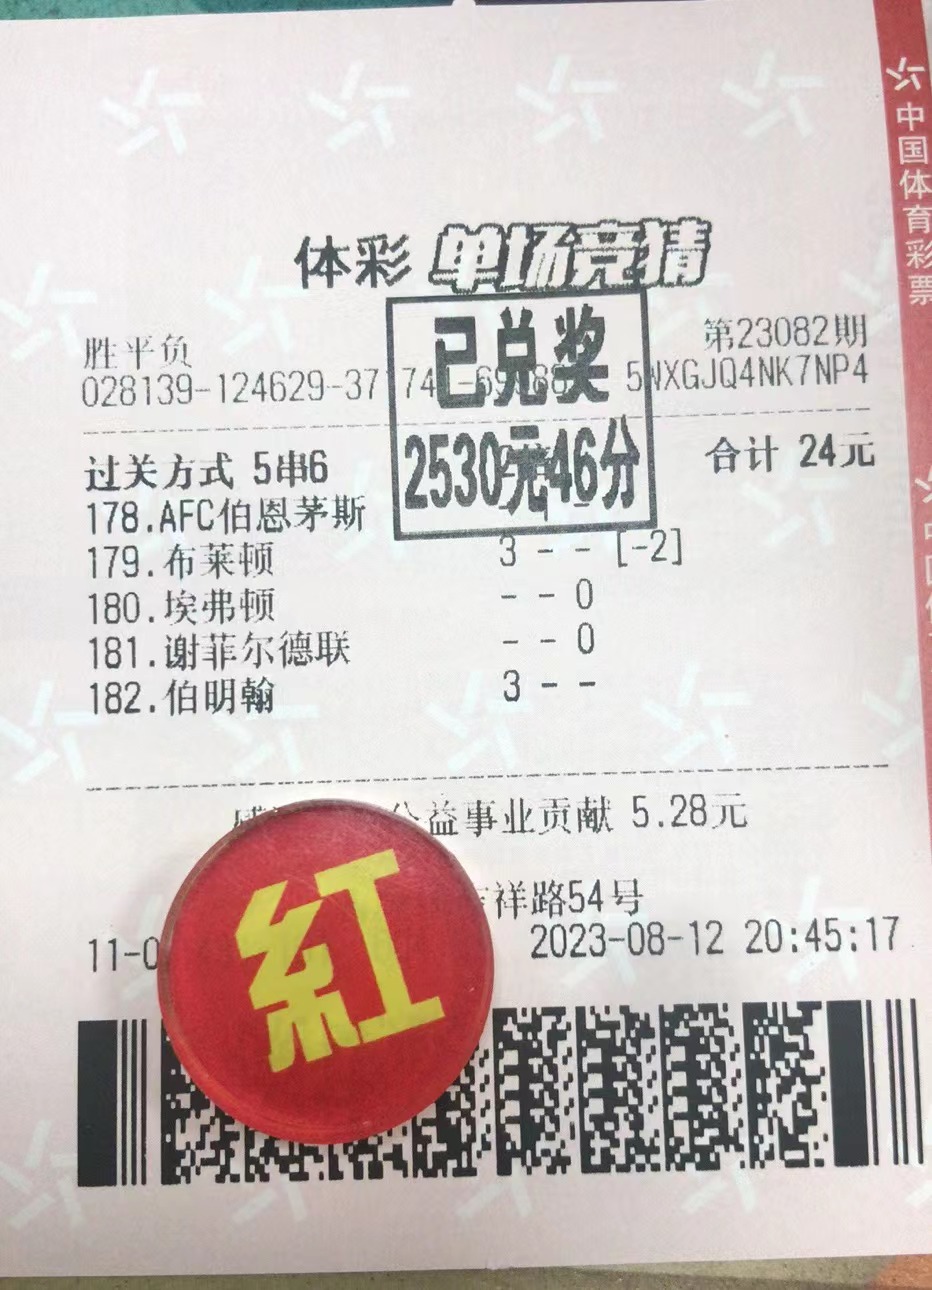 体彩 单场竞猜
已兑奖
2530元46分
胜平负 第23082期
028139-124629-37 74 5WXGJQ4NK7NP4
过关方式 5串6 合计 24元
178.AFC伯恩茅斯 - 1 -
179.布莱顿 3 - - [-2]
180.埃弗顿 - - 0
181.谢菲尔德联 - - 0
182.伯明翰 3 - -
公益事业贡献 5.28元
祥路54号
11-0 2023-08-12 20:45:17
紅
中国体育彩票